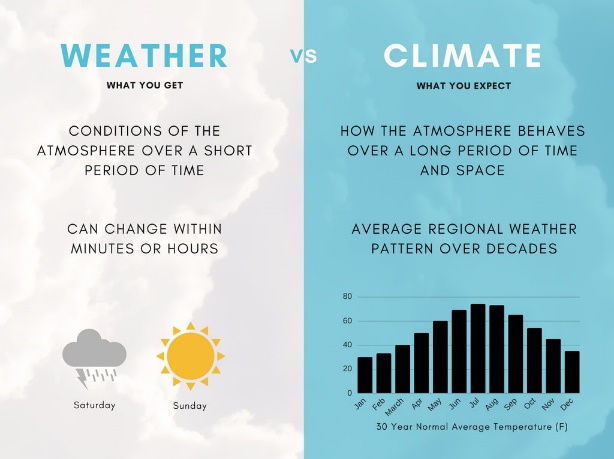 WEATHER
VS
CLIMATE
WHAT YOU GET
WHAT YOU EXPECT
CONDITIONS OF THE
ATMOSPHERE OVER A SHORT
PERIOD OF TIME
HOW THE ATMOSPHERE BEHAVES
OVER A LONG PERIOD OF TIME
AND SPACE
CAN CHANGE WITHIN
MINUTES OR HOURS
AVERAGE REGIONAL WEATHER
PATTERN OVER DECADES
Saturday
Sunday
80
60
40
20
0
Jan Feb March Apr May Jun Jul Aug Sep Oct Nov Dec
30 Year Normal Average Temperature (F)